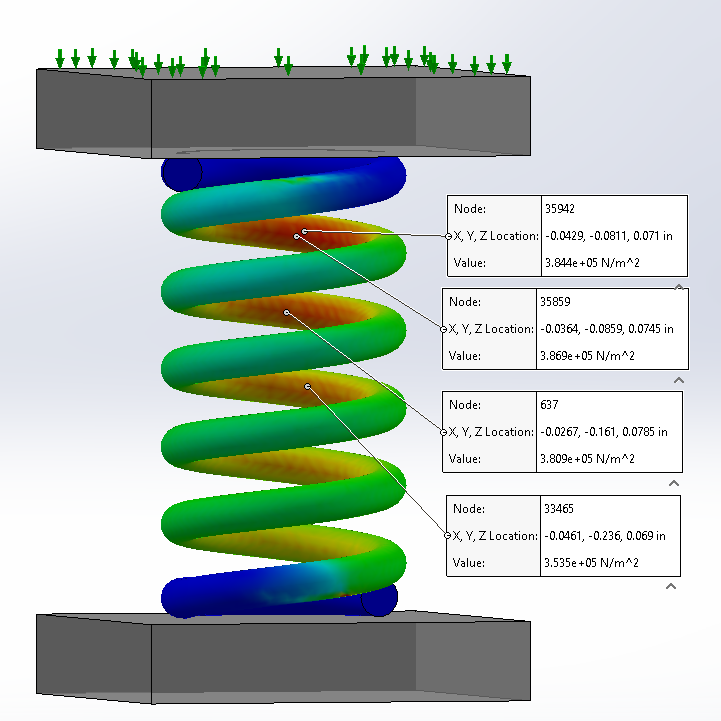 Node: 35942
X, Y, Z Location: -0.0429, -0.0811, 0.071 in
Value: 3.844e+05 N/m^2
Node: 35859
X, Y, Z Location: -0.0364, -0.0859, 0.0745 in
Value: 3.869e+05 N/m^2
Node: 637
X, Y, Z Location: -0.0267, -0.161, 0.0785 in
Value: 3.809e+05 N/m^2
Node: 33465
X, Y, Z Location: -0.0461, -0.236, 0.069 in
Value: 3.535e+05 N/m^2